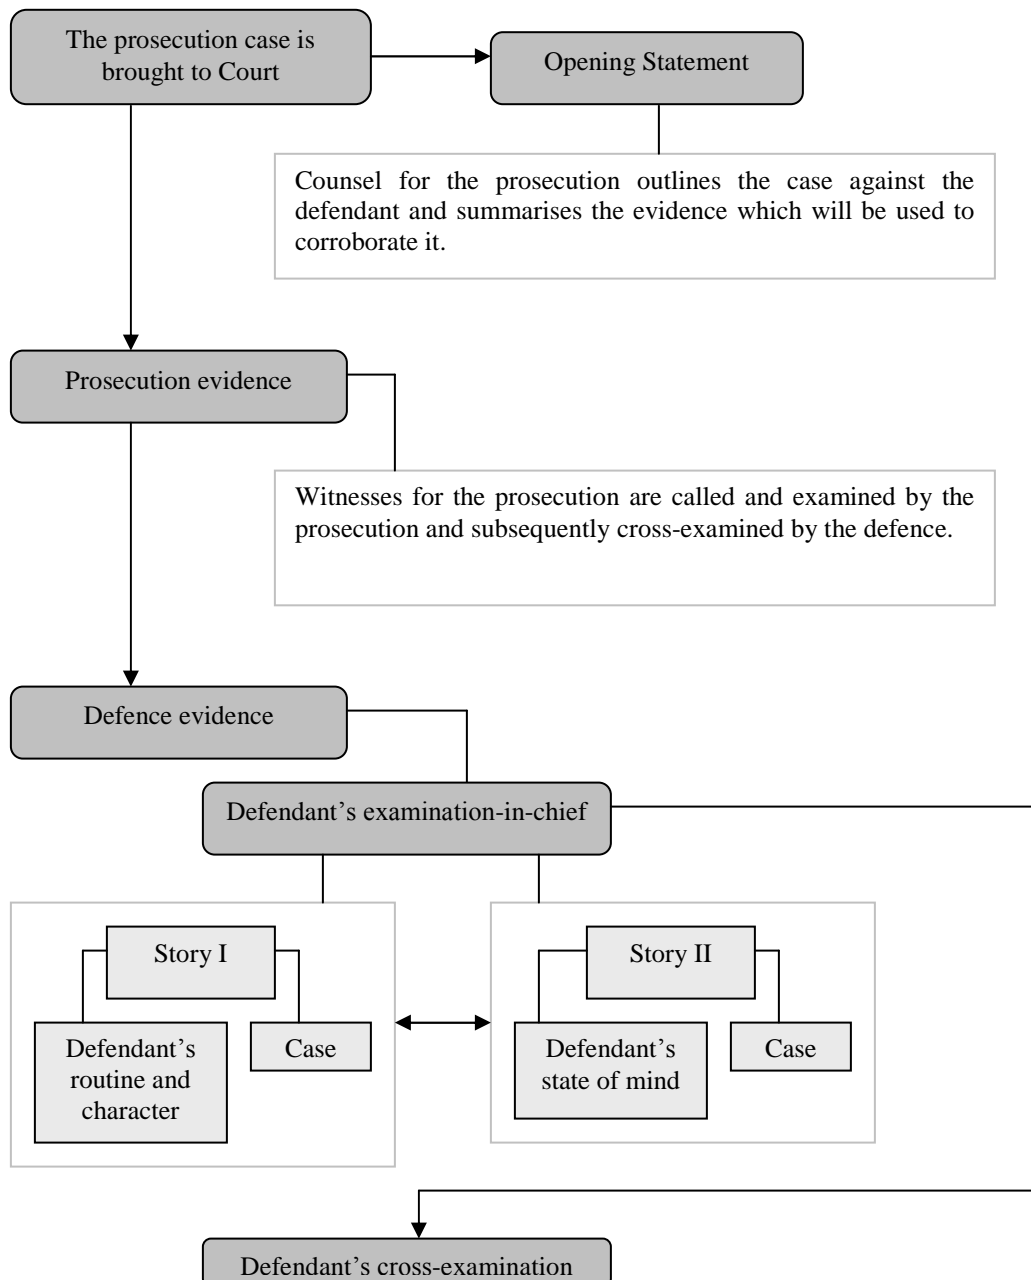 The prosecution case is
brought to Court
Opening Statement
Counsel for the prosecution outlines the case against the
defendant and summarises the evidence which will be used to
corroborate it.
Prosecution evidence
Witnesses for the prosecution are called and examined by the
prosecution and subsequently cross-examined by the defence.
Defence evidence
Defendant’s examination-in-chief
Story I
Defendant’s
routine and
character
Case
Story II
Defendant’s
state of mind
Case
Defendant’s cross-examination